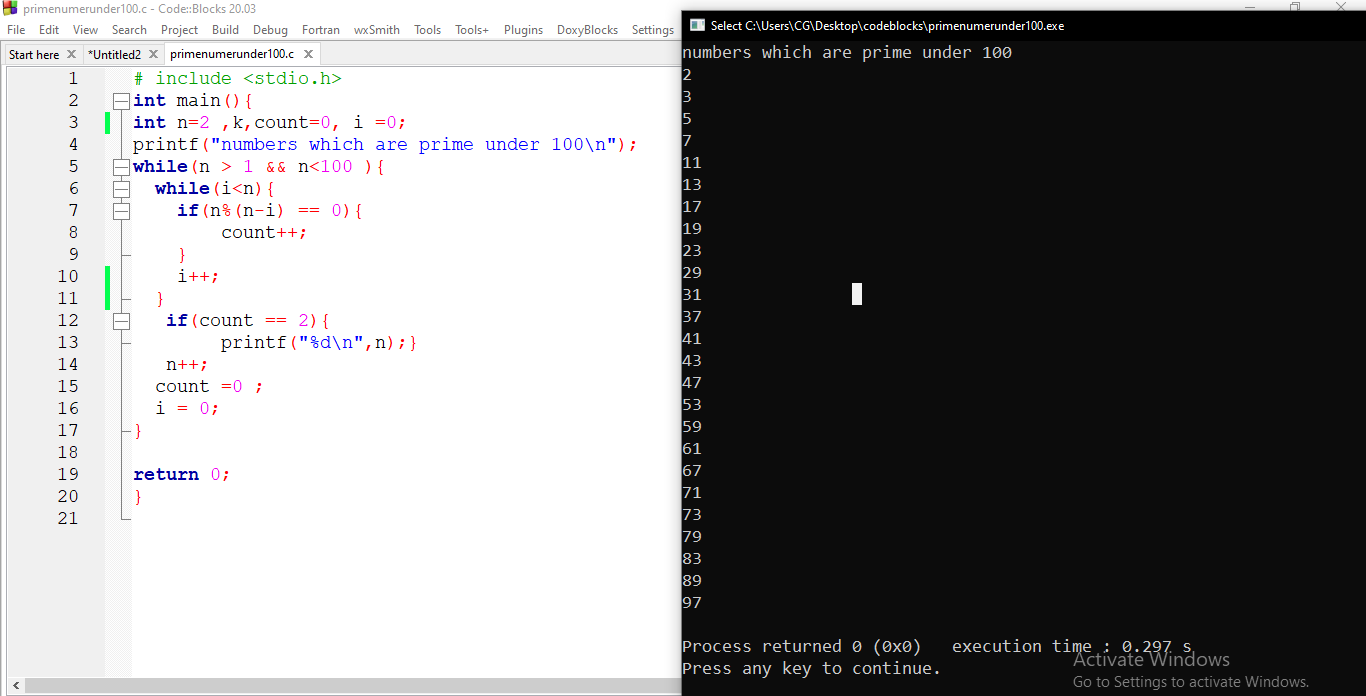 primenumerunder100.c - Code::Blocks 20.03
File Edit View Search Project Build Debug Fortran wxSmith Tools Tools+ Plugins DoxyBlocks Settings
Start here *Untitled2 primenumerunder100.c
1 # include <stdio.h>
2 int main(){
3 int n=2 ,k,count=0, i =0;
4 printf("numbers which are prime under 100\n");
5 while(n > 1 && n<100 ){
6 while(i<n){
7 if(n%(n-i) == 0){
8 count++;
9 }
10 i++;
11 }
12 if(count == 2){
13 printf("%d\n",n);}
14 n++;
15 count =0 ;
16 i = 0;
17 }
18
19 return 0;
20 }
21
Select C:\Users\CG\Desktop\codeblocks\primenumerunder100.exe
numbers which are prime under 100
2
3
5
7
11
13
17
19
23
29
31
37
41
43
47
53
59
61
67
71
73
79
83
89
97
Process returned 0 (0x0) execution time : 0.297 s
Press any key to continue.
Activate Windows
Go to Settings to activate Windows.